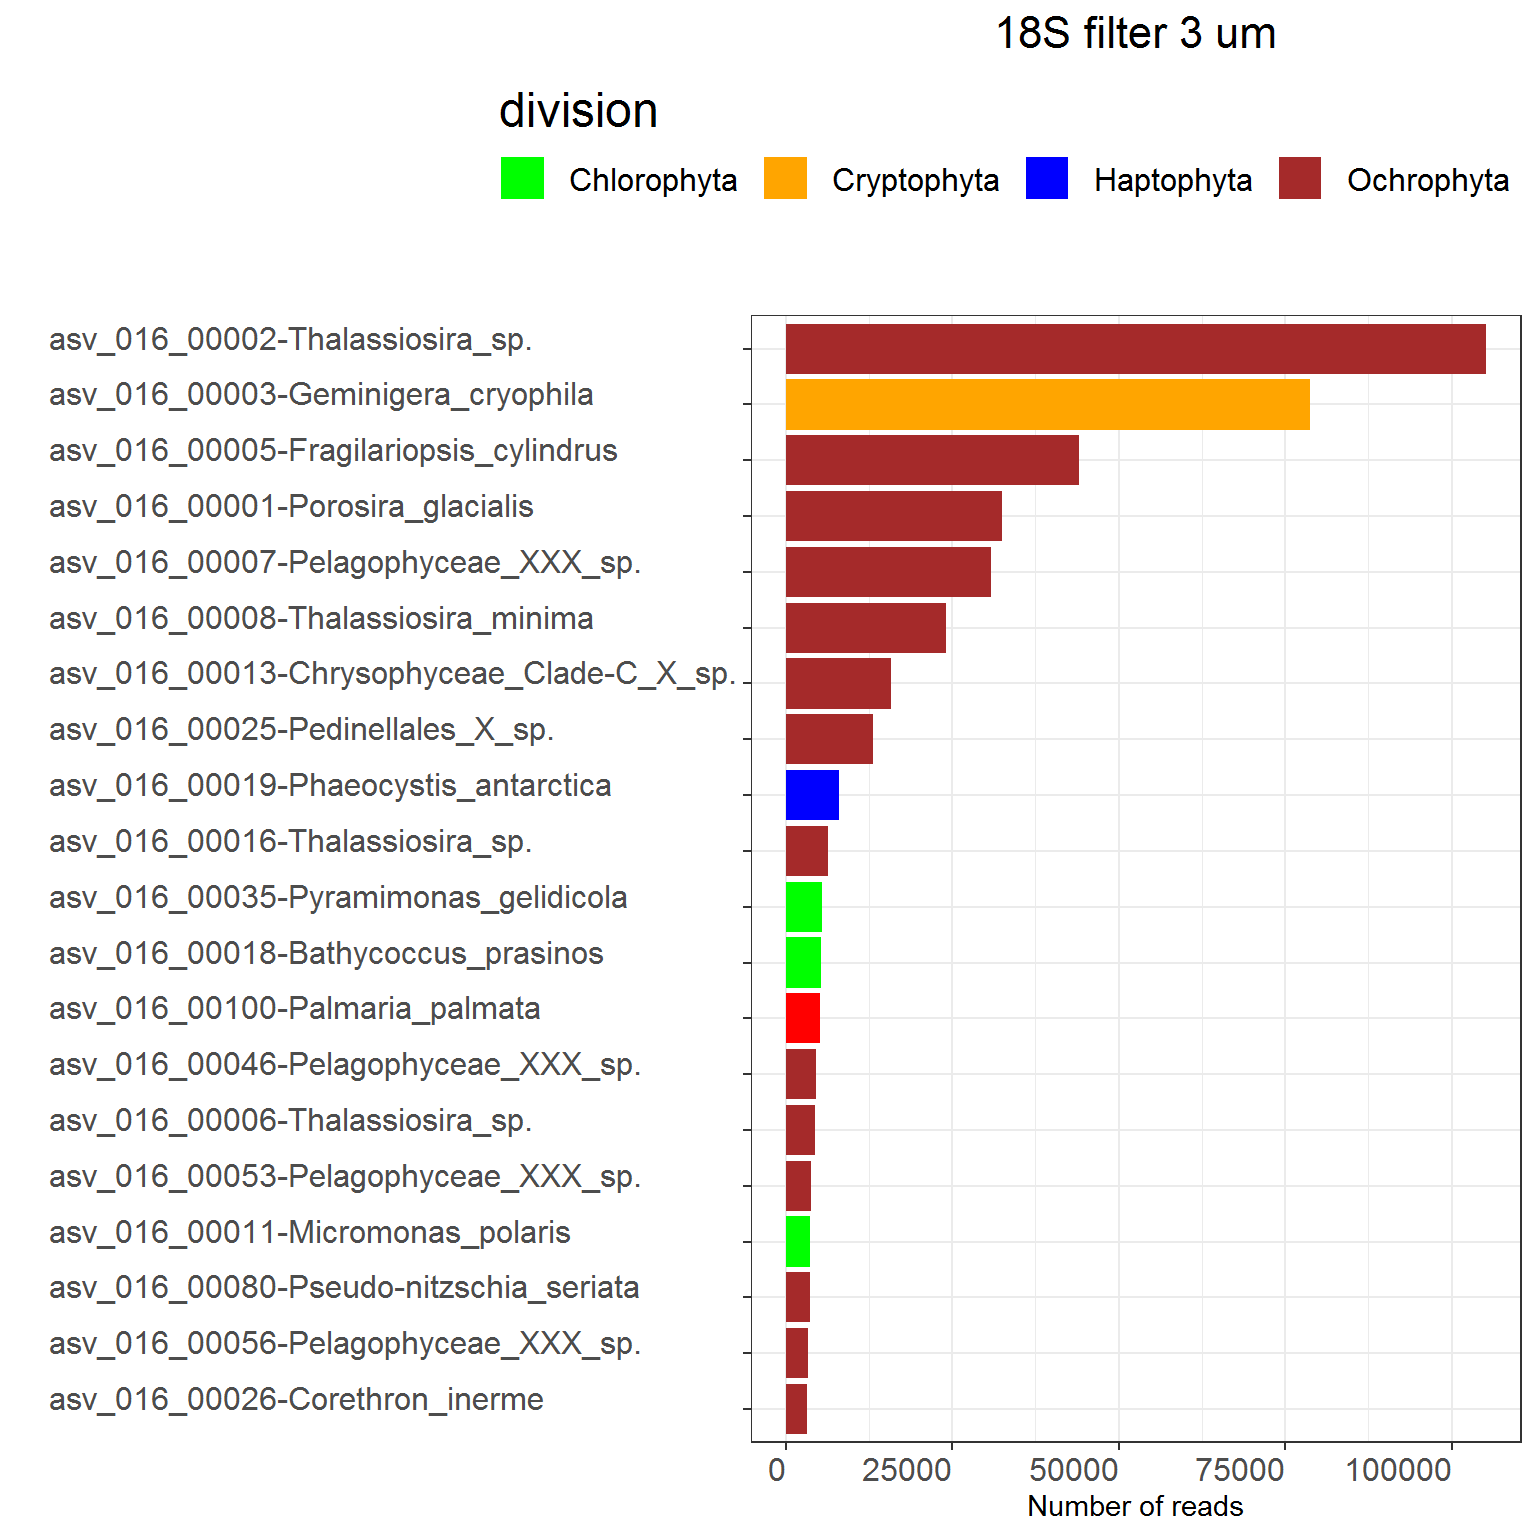 18S filter 3 um
division
Chlorophyta Cryptophyta Haptophyta Ochrophyta
asv_016_00002-Thalassiosira_sp.
asv_016_00003-Geminigera_cryophila
asv_016_00005-Fragilariopsis_cylindrus
asv_016_00001-Porosira_glacialis
asv_016_00007-Pelagophyceae_XXX_sp.
asv_016_00008-Thalassiosira_minima
asv_016_00013-Chrysophyceae_Clade-C_X_sp.
asv_016_00025-Pedinellales_X_sp.
asv_016_00019-Phaeocystis_antarctica
asv_016_00016-Thalassiosira_sp.
asv_016_00035-Pyramimonas_gelidicola
asv_016_00018-Bathycoccus_prasinos
asv_016_00100-Palmaria_palmata
asv_016_00046-Pelagophyceae_XXX_sp.
asv_016_00006-Thalassiosira_sp.
asv_016_00053-Pelagophyceae_XXX_sp.
asv_016_00011-Micromonas_polaris
asv_016_00080-Pseudo-nitzschia_seriata
asv_016_00056-Pelagophyceae_XXX_sp.
asv_016_00026-Corethron_inerme
0 25000 50000 75000 100000
Number of reads